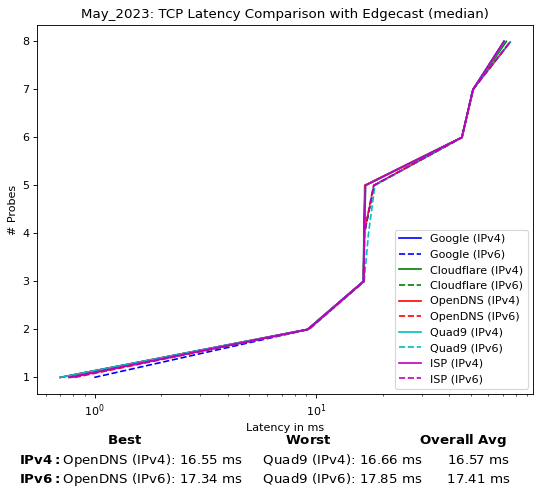 May_2023: TCP Latency Comparison with Edgecast (median)
8
7
6
5
4
3
2
1
# Probes
Google (IPv4)
Google (IPv6)
Cloudflare (IPv4)
Cloudflare (IPv6)
OpenDNS (IPv4)
OpenDNS (IPv6)
Quad9 (IPv4)
Quad9 (IPv6)
ISP (IPv4)
ISP (IPv6)
10⁰ 10¹
Latency in ms
Best Worst Overall Avg
IPv4: OpenDNS (IPv4): 16.55 ms Quad9 (IPv4): 16.66 ms 16.57 ms
IPv6: OpenDNS (IPv6): 17.34 ms Quad9 (IPv6): 17.85 ms 17.41 ms